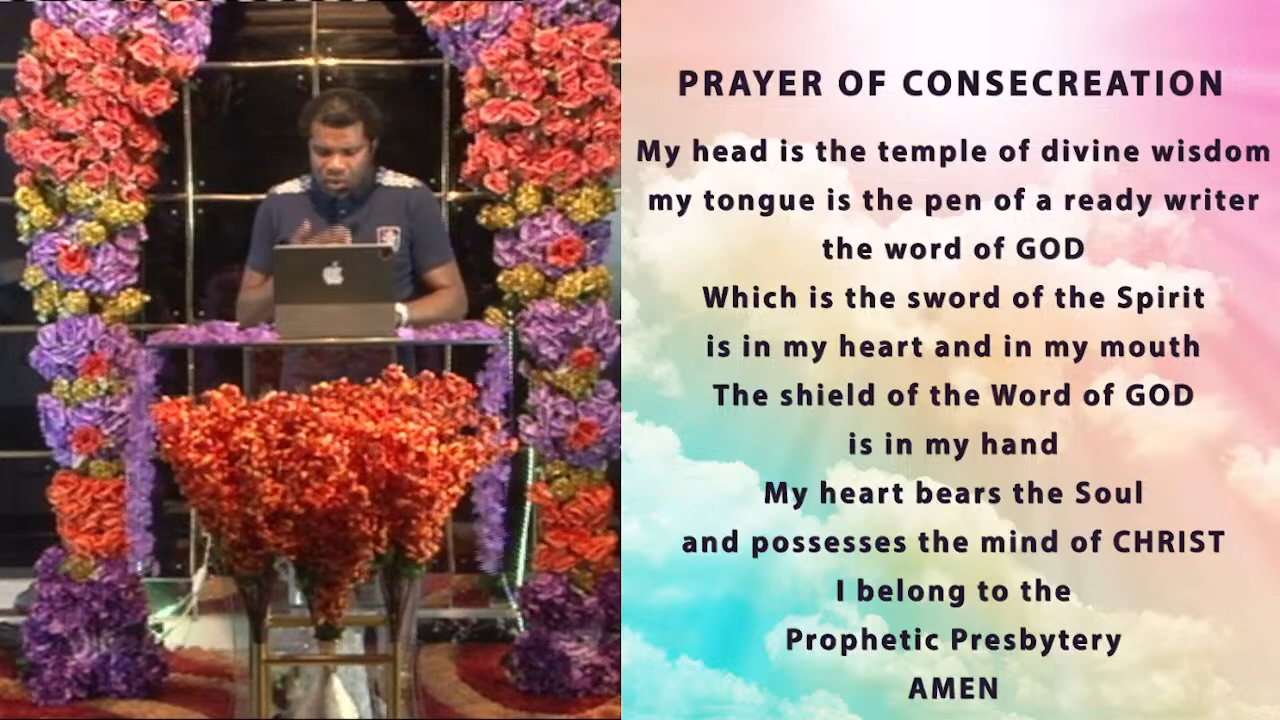 PRAYER OF CONSECREATION
My head is the temple of divine wisdom
my tongue is the pen of a ready writer
the word of GOD
Which is the sword of the Spirit
is in my heart and in my mouth
The shield of the Word of GOD
is in my hand
My heart bears the Soul
and possesses the mind of CHRIST
I belong to the
Prophetic Presbytery
AMEN